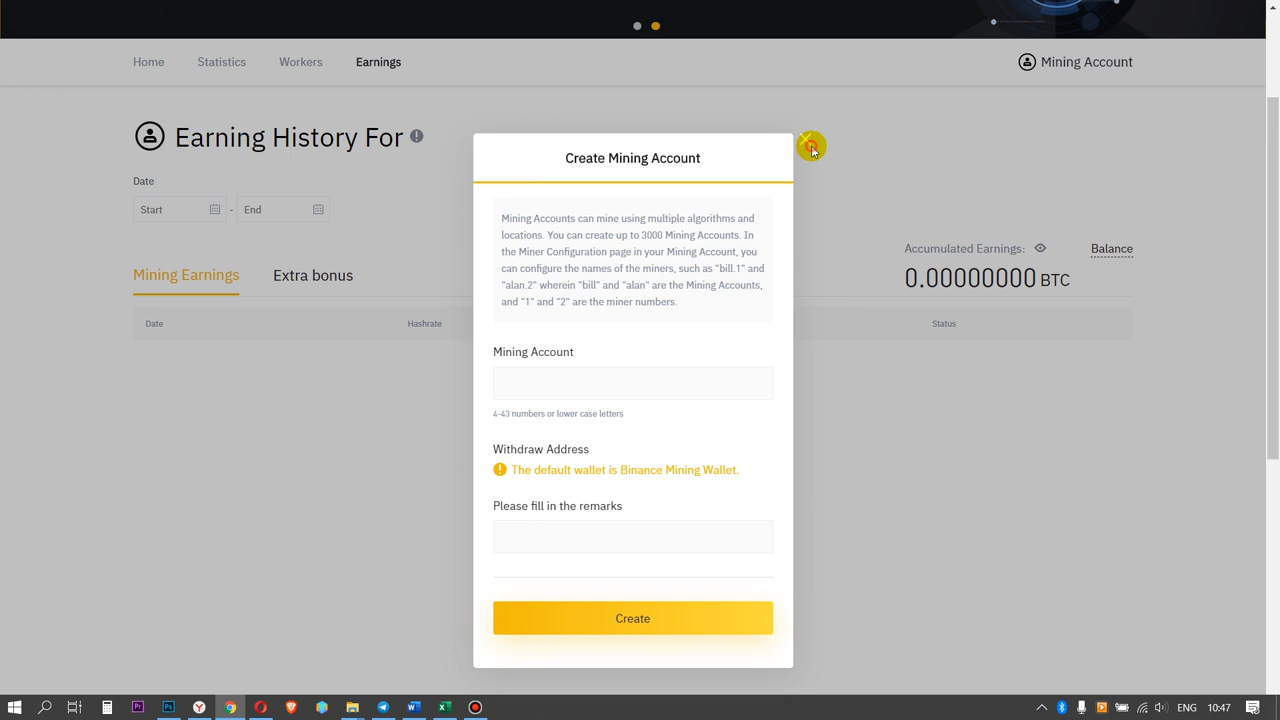 Home Statistics Workers Earnings Mining Account
Earning History For
Date
Start - End
Mining Earnings Extra bonus
Accumulated Earnings: Balance
0.00000000 BTC
Date Hashrate Status
Create Mining Account
Mining Accounts can mine using multiple algorithms and
locations. You can create up to 3000 Mining Accounts. In
the Miner Configuration page in your Mining Account, you
can configure the names of the miners, such as "bill.1" and
"alan.2" wherein "bill" and "alan" are the Mining Accounts,
and "1" and "2" are the miner numbers.
Mining Account
4-43 numbers or lower case letters
Withdraw Address
The default wallet is Binance Mining Wallet.
Please fill in the remarks
Create
ENG 10:47